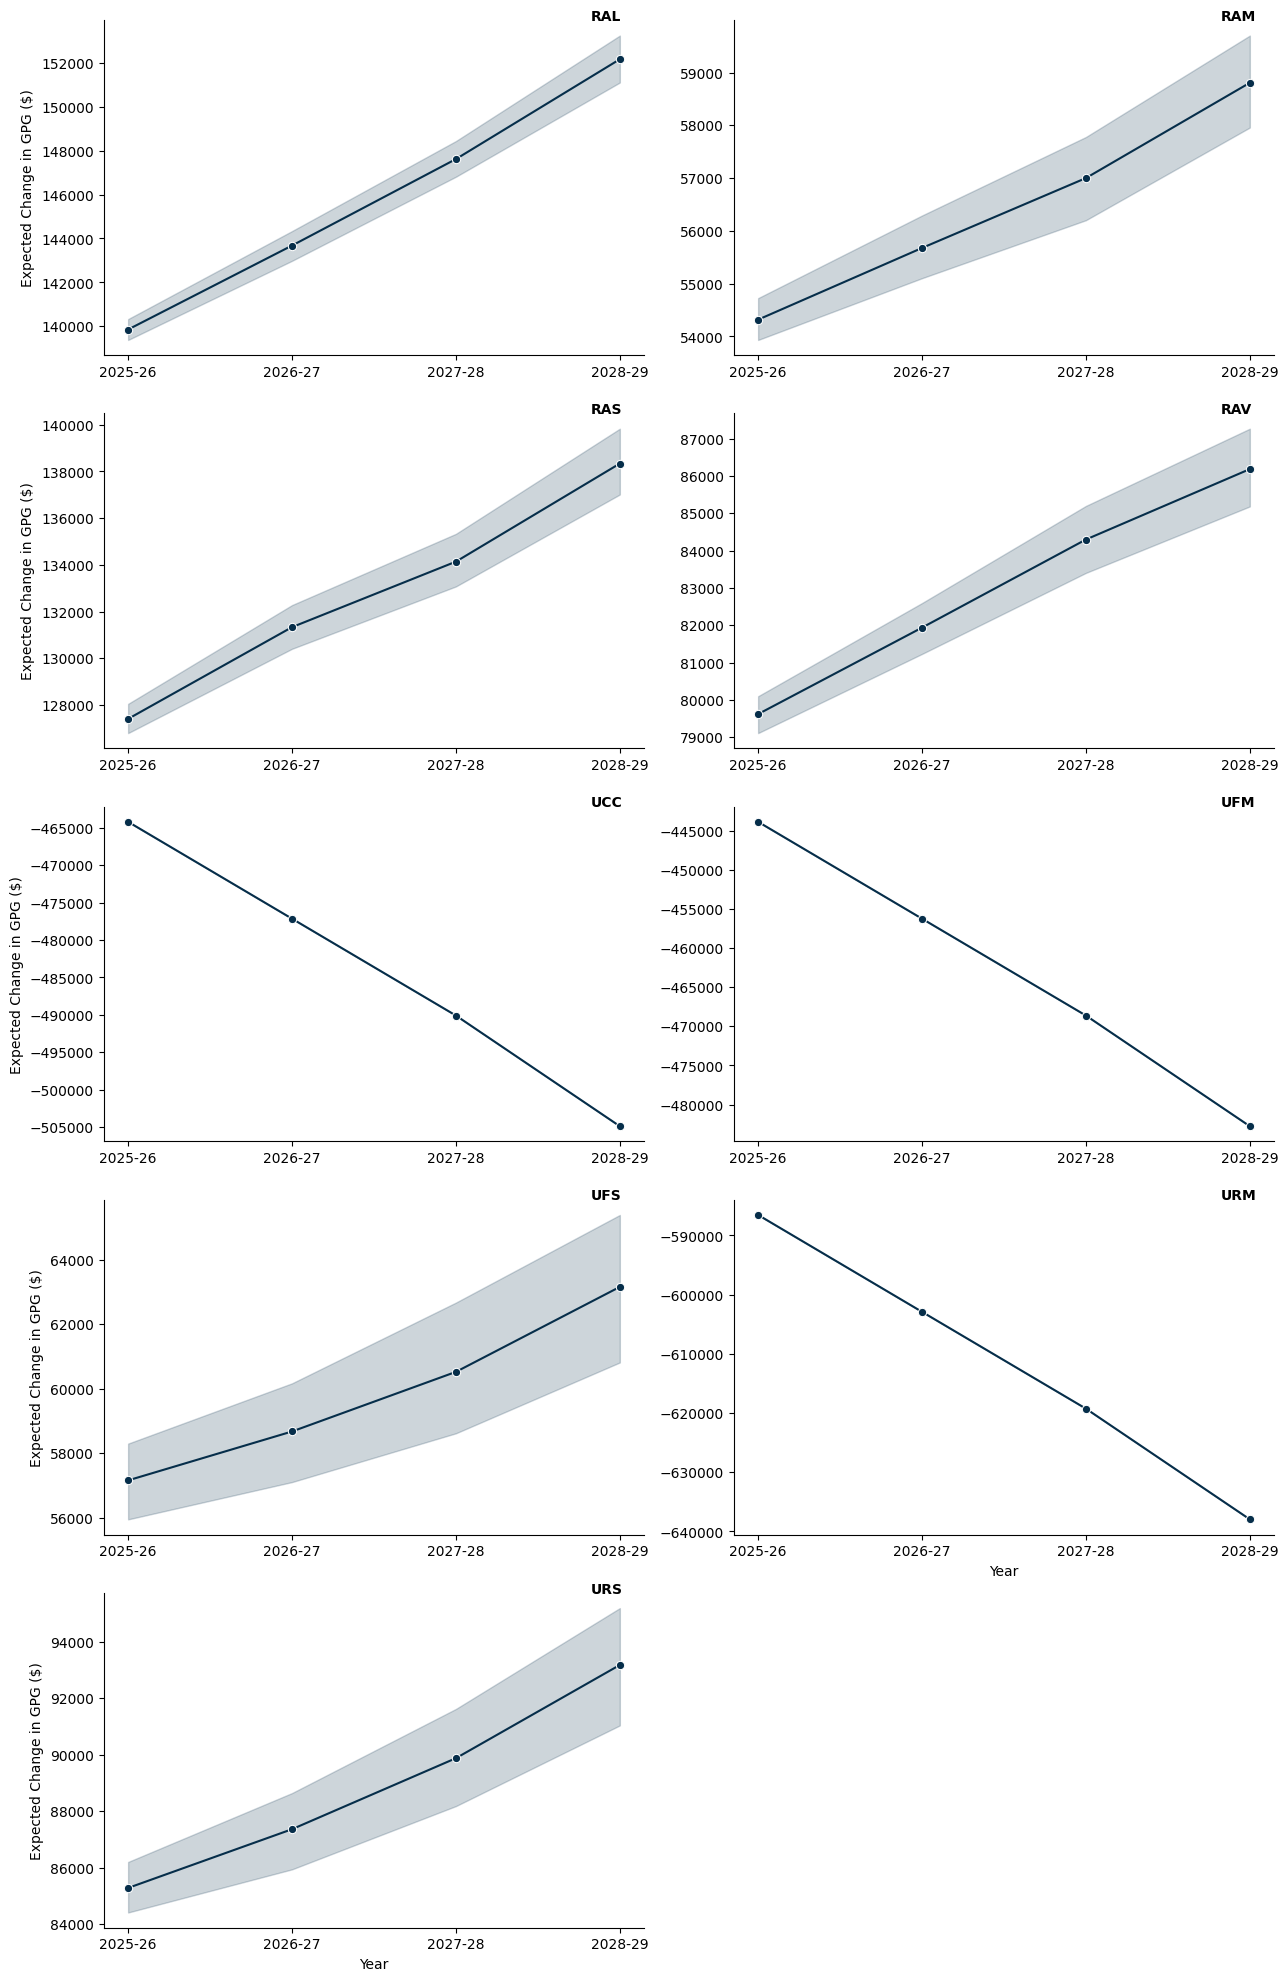 RAL
Expected Change in GPG ($)
152000
150000
148000
146000
144000
142000
140000
2025-26 2026-27 2027-28 2028-29
RAM
59000
58000
57000
56000
55000
54000
2025-26 2026-27 2027-28 2028-29
RAS
Expected Change in GPG ($)
140000
138000
136000
134000
132000
130000
128000
2025-26 2026-27 2027-28 2028-29
RAV
87000
86000
85000
84000
83000
82000
81000
80000
79000
2025-26 2026-27 2027-28 2028-29
UCC
Expected Change in GPG ($)
−465000
−470000
−475000
−480000
−485000
−490000
−495000
−500000
−505000
2025-26 2026-27 2027-28 2028-29
UFM
−445000
−450000
−455000
−460000
−465000
−470000
−475000
−480000
2025-26 2026-27 2027-28 2028-29
UFS
Expected Change in GPG ($)
64000
62000
60000
58000
56000
2025-26 2026-27 2027-28 2028-29
URM
−590000
−600000
−610000
−620000
−630000
−640000
2025-26 2026-27 2027-28 2028-29
Year
URS
Expected Change in GPG ($)
94000
92000
90000
88000
86000
84000
2025-26 2026-27 2027-28 2028-29
Year